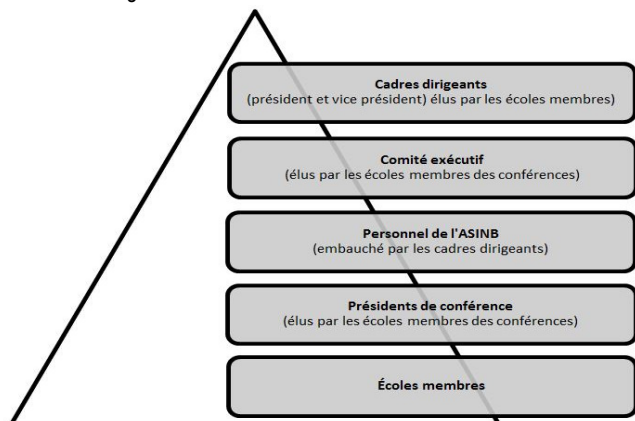 Cadres dirigeants
(président et vice président) élus par les écoles membres)
Comité exécutif
(élus par les écoles membres des conférences)
Personnel de l'ASINB
(embauché par les cadres dirigeants)
Présidents de conférence
(élus par les écoles membres des conférences)
Écoles membres